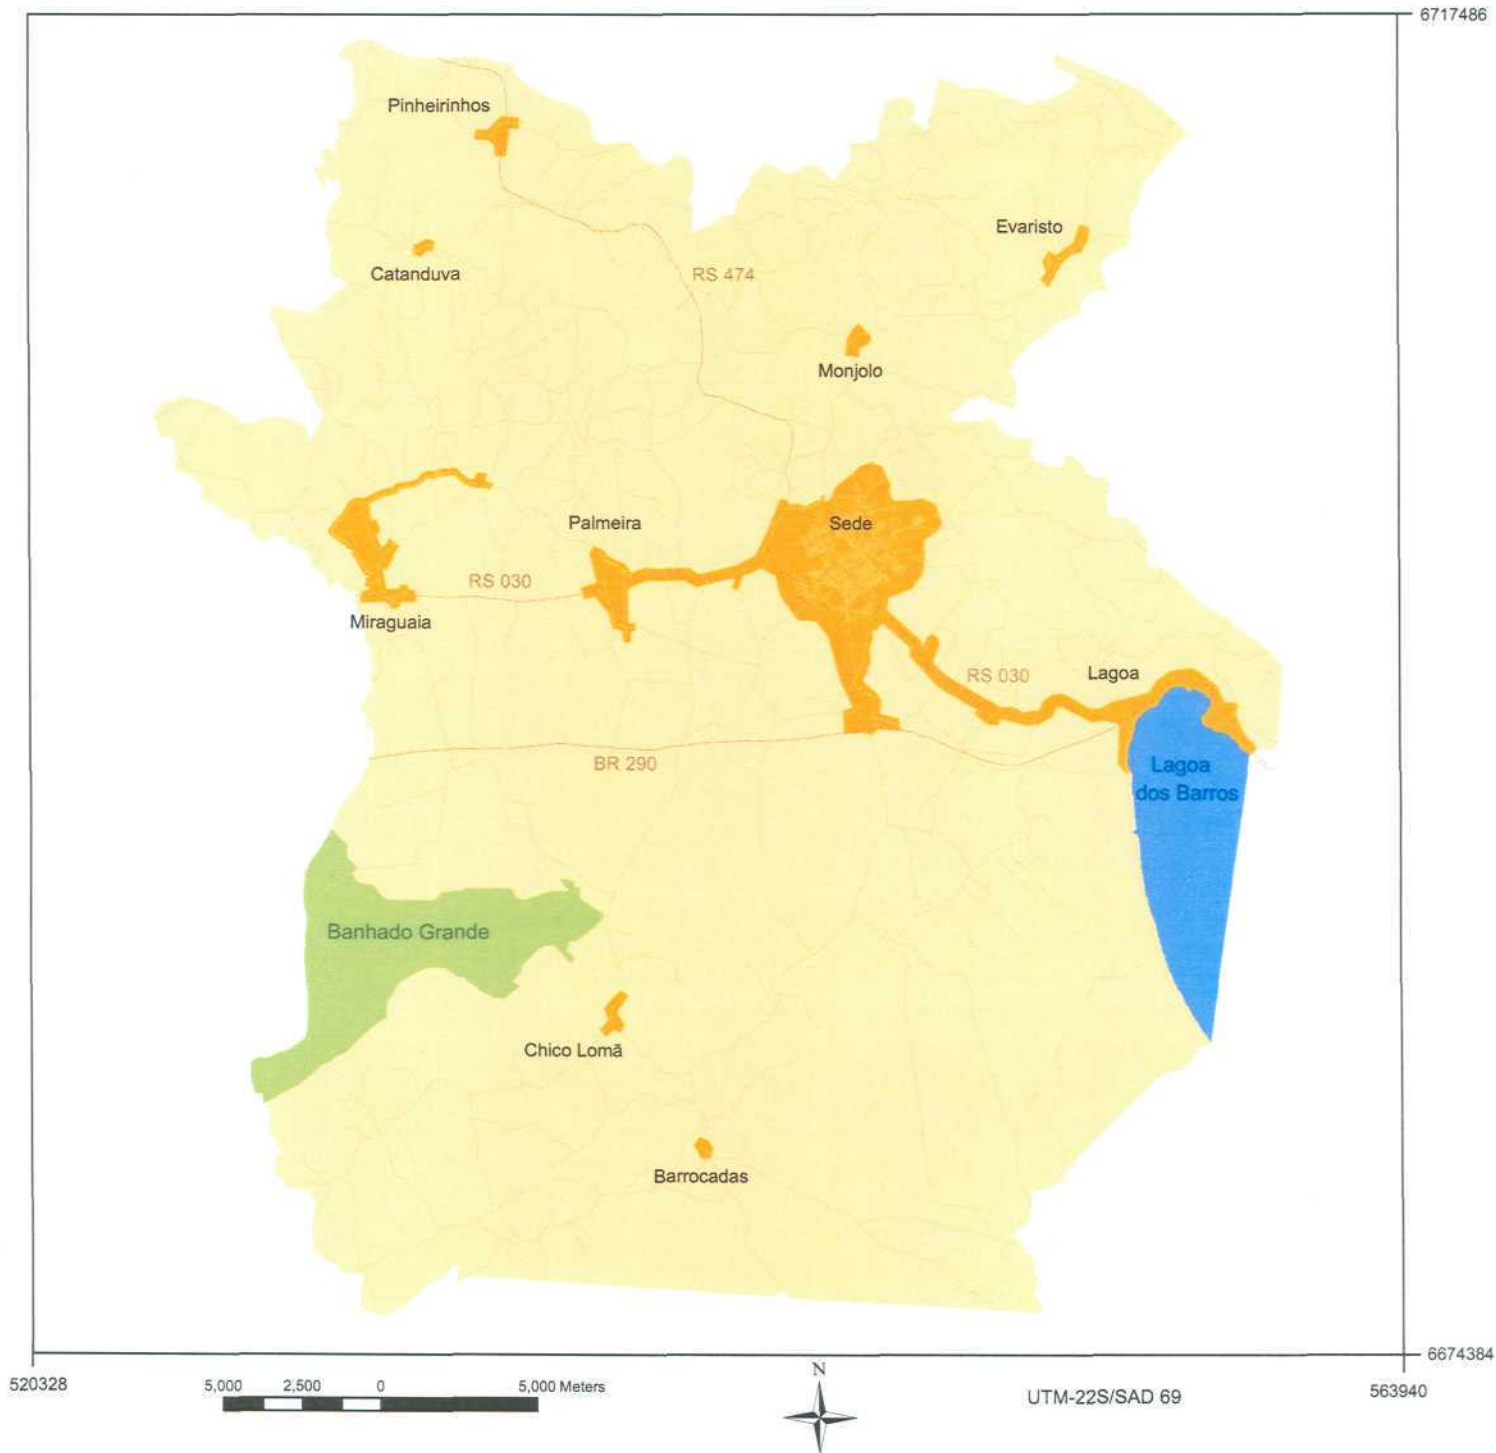 6717486
Pinheirinhos
Evaristo
Catanduva
RS 474
Monjolo
Palmeira
Sede
RS 030
Miraguaia
Lagoa
RS 030
BR 290
Lagoa
dos Barros
Banhado Grande
Chico Lomã
Barrocadas
6674384
520328
5,000 2,500 0 5,000 Meters
N
UTM-22S/SAD 69
563940